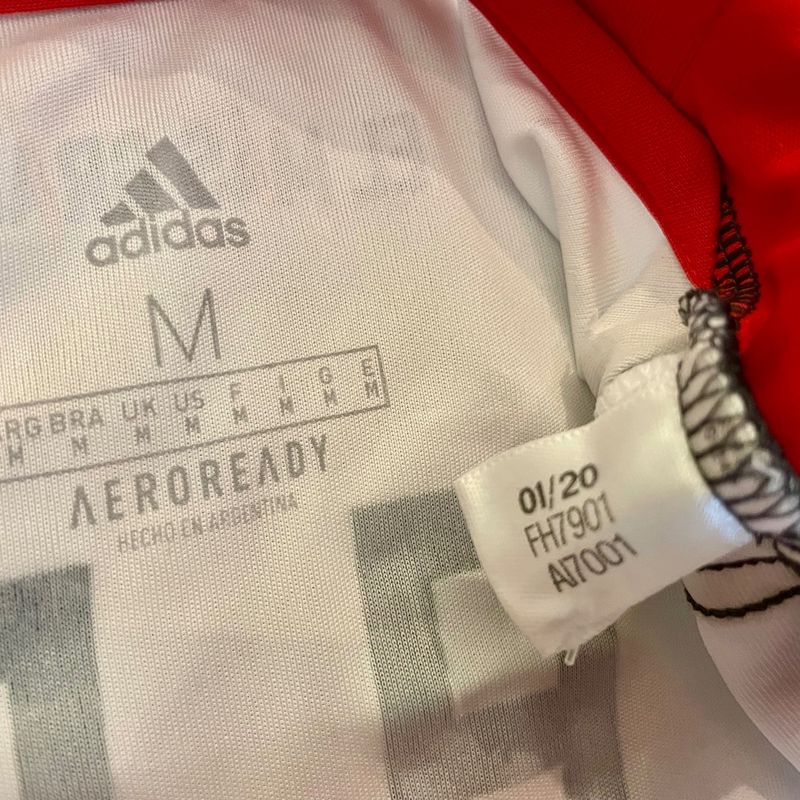 adidas
M
ARG BRA UK US F I G E
M M M M M M M M
AEROREADY
HECHO EN ARGENTINA
01/20
FH7901
AI7001